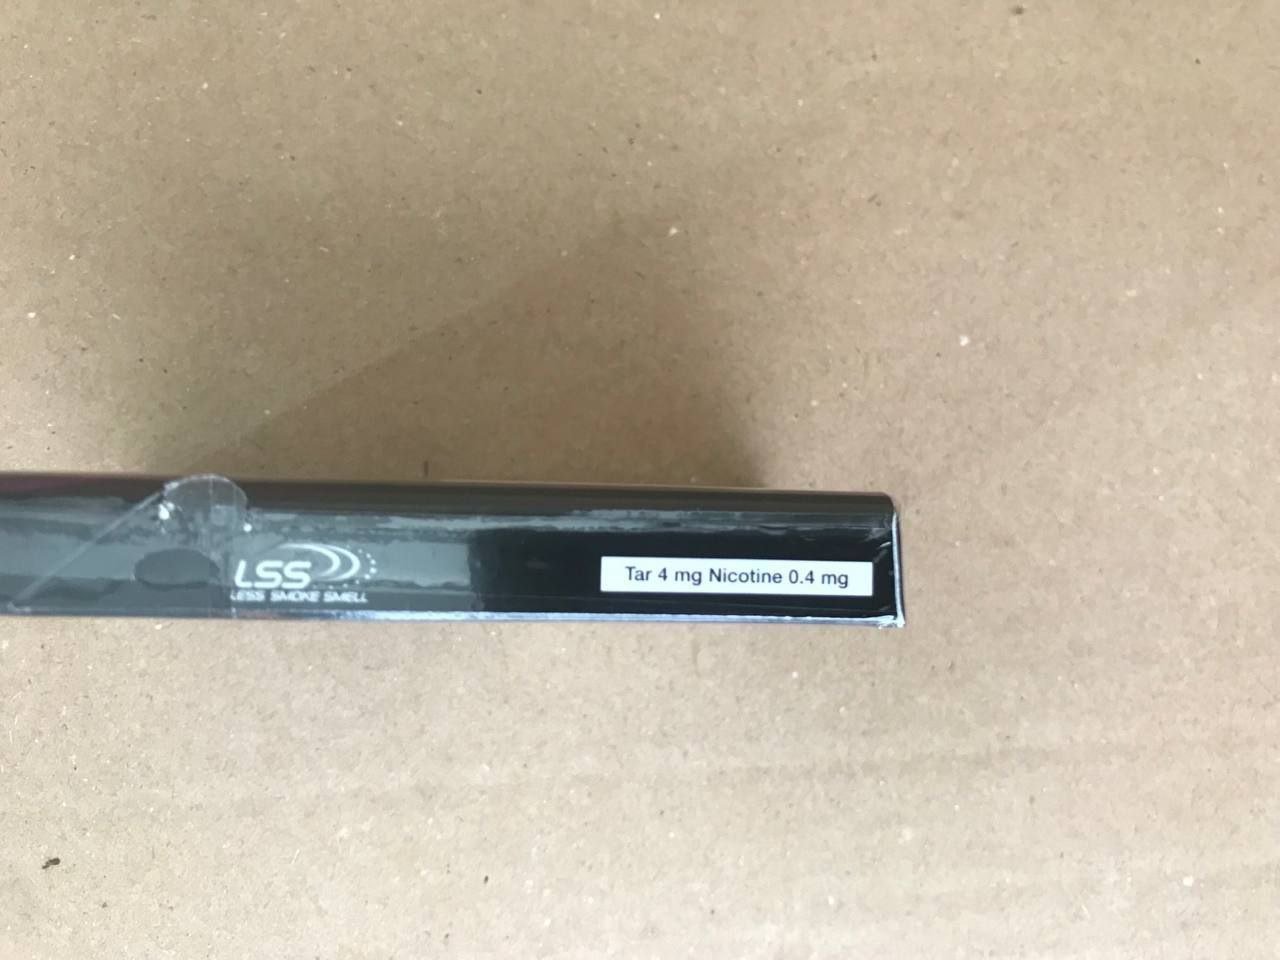 LSS
LESS SMOKE SMELL
Tar 4 mg Nicotine 0.4 mg